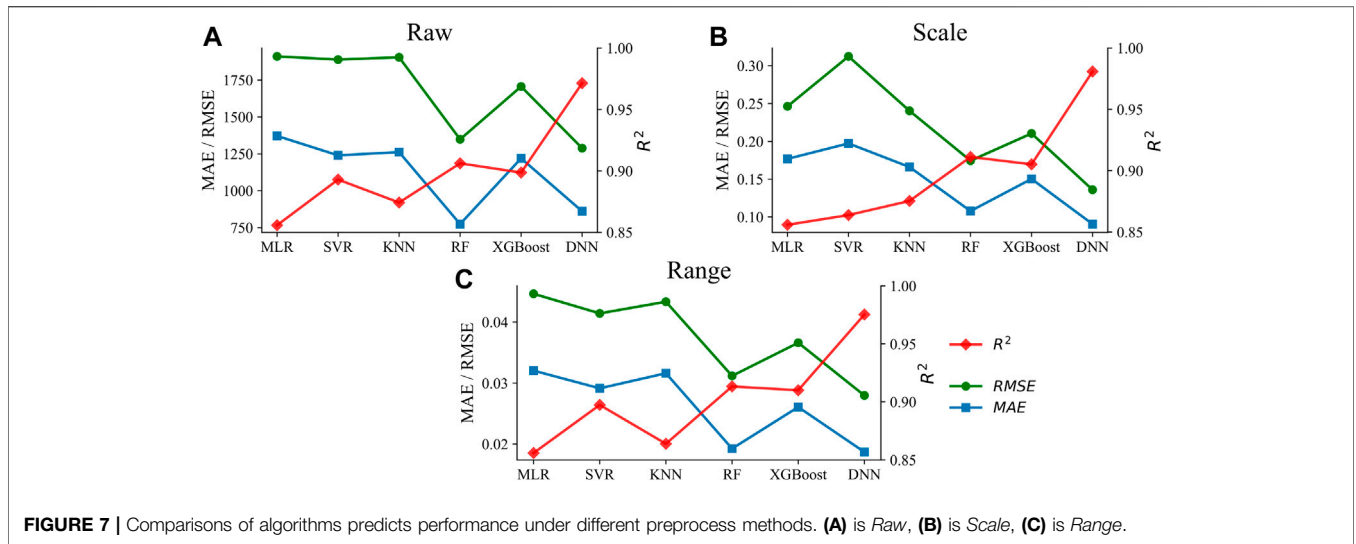 A
Raw
MAE / RMSE
1750
1500
1250
1000
750
1.00
0.95
0.90
0.85
R²
MLR SVR KNN RF XGBoost DNN
B
Scale
MAE / RMSE
0.30
0.25
0.20
0.15
0.10
1.00
0.95
0.90
0.85
R²
MLR SVR KNN RF XGBoost DNN
C
Range
MAE / RMSE
0.04
0.03
0.02
1.00
0.95
0.90
0.85
R²
MLR SVR KNN RF XGBoost DNN
R²
RMSE
MAE
FIGURE 7 | Comparisons of algorithms predicts performance under different preprocess methods. (A) is Raw, (B) is Scale, (C) is Range.